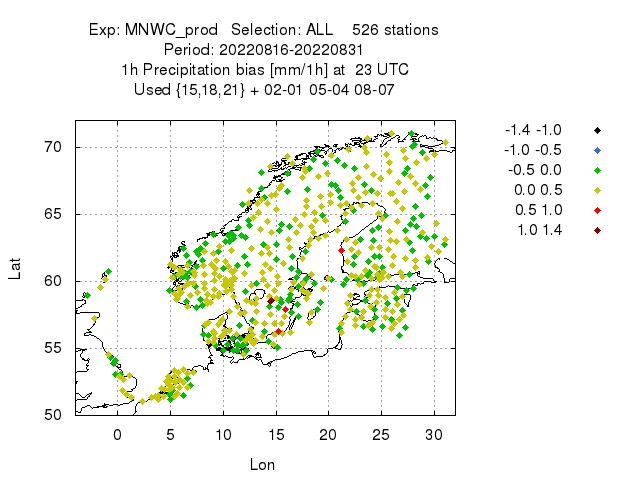 Exp: MNWC_prod   Selection: ALL    526 stations
Period: 20220816-20220831
1h Precipitation bias [mm/1h] at  23 UTC
Used {15,18,21} + 02-01 05-04 08-07
-1.4 -1.0
-1.0 -0.5
-0.5 0.0
0.0 0.5
0.5 1.0
1.0 1.4
Lat
70
65
60
55
50
0 5 10 15 20 25 30
Lon